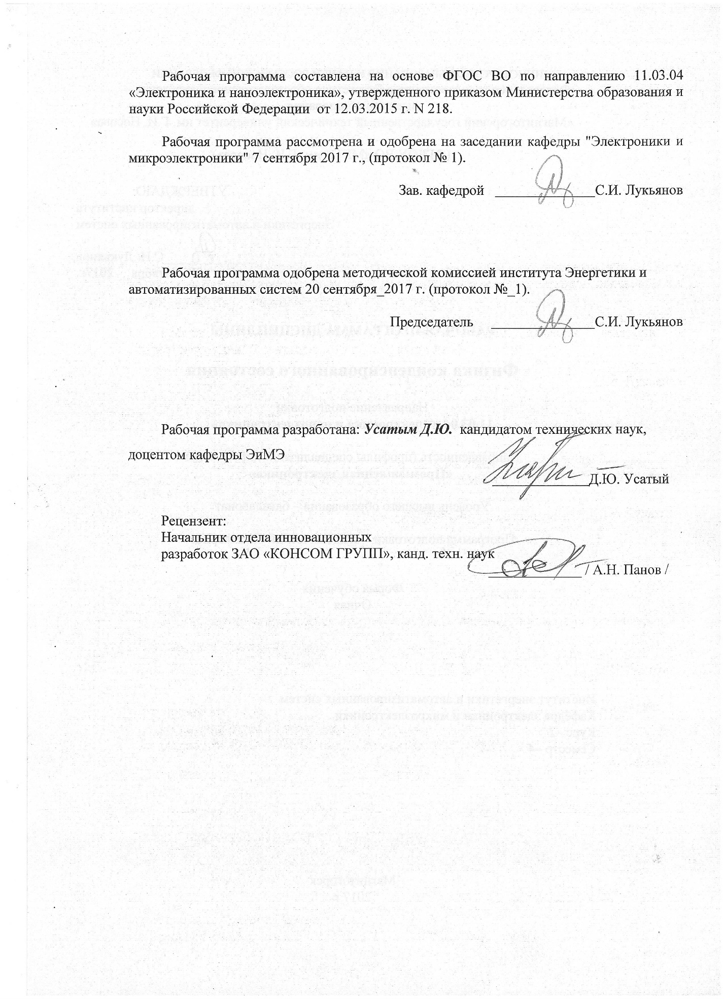 Рабочая программа составлена на основе ФГОС ВО по направлению 11.03.04
«Электроника и наноэлектроника», утвержденного приказом Министерства образования и
науки Российской Федерации от 12.03.2015 г. N 218.
Рабочая программа рассмотрена и одобрена на заседании кафедры "Электроники и
микроэлектроники" 7 сентября 2017 г., (протокол № 1).
Зав. кафедрой ______________С.И. Лукьянов
Рабочая программа одобрена методической комиссией института Энергетики и
автоматизированных систем 20 сентября_2017 г. (протокол №_1).
Председатель ______________С.И. Лукьянов
Рабочая программа разработана: Усатым Д.Ю. кандидатом технических наук,
доцентом кафедры ЭиМЭ
______________Д.Ю. Усатый
Рецензент:
Начальник отдела инновационных
разработок ЗАО «КОНСОМ ГРУПП», канд. техн. наук
______________ / А.Н. Панов /